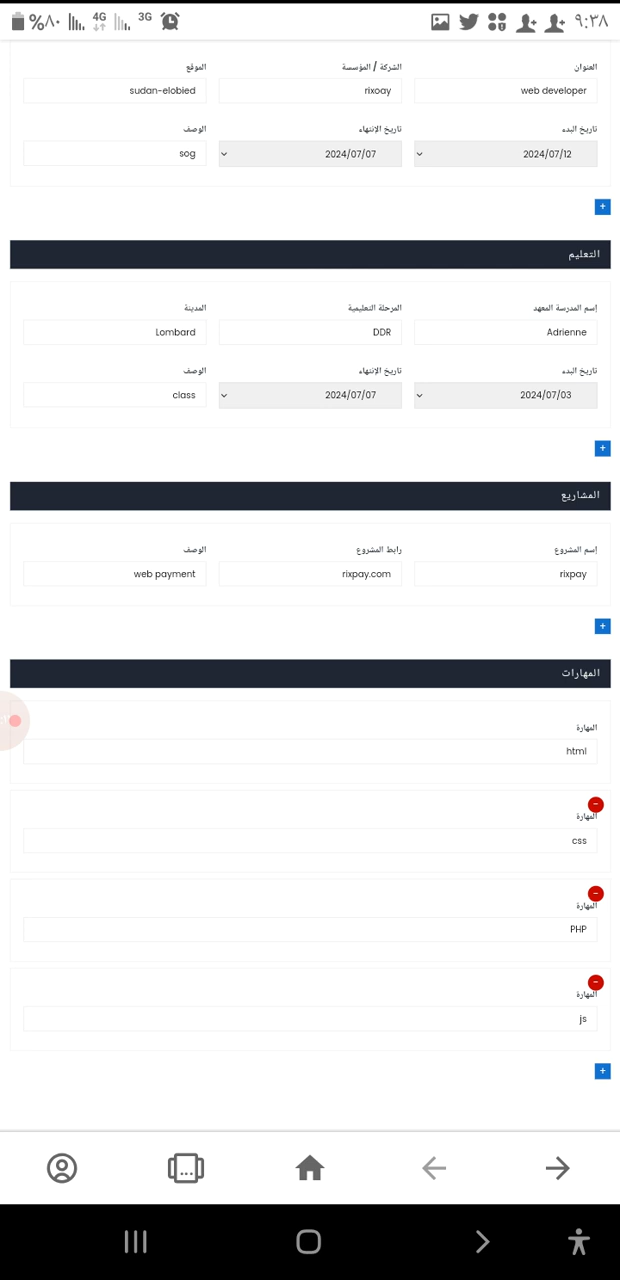 %٨٠ 4G 3G ٩:٣٨
العنوان الشركة / المؤسسة الموقع
web developer rixoay sudan-elobied
تاريخ البدء تاريخ الإنتهاء الوصف
2024/07/12 2024/07/07 sog
+
التعليم
إسم المدرسة المعهد المرحلة التعليمية المدينة
Adrienne DDR Lombard
تاريخ البدء تاريخ الإنتهاء الوصف
2024/07/03 2024/07/07 class
+
المشاريع
إسم المشروع رابط المشروع الوصف
rixpay rixpay.com web payment
+
المهارات
المهارة
html
المهارة
css
المهارة
PHP
المهارة
js
+